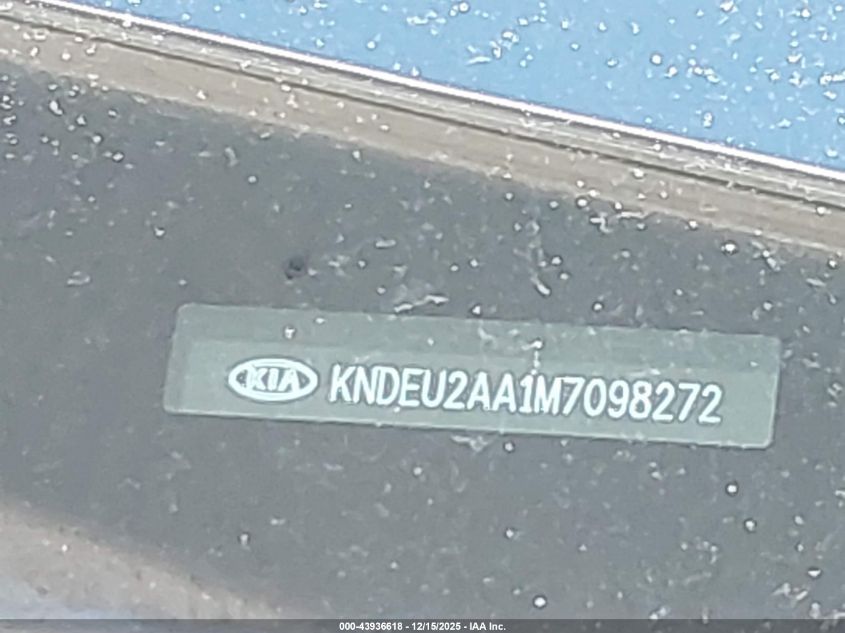 KIA KNDEU2AA1M7098272
000-43936618 - 12/15/2025 - IAA Inc.